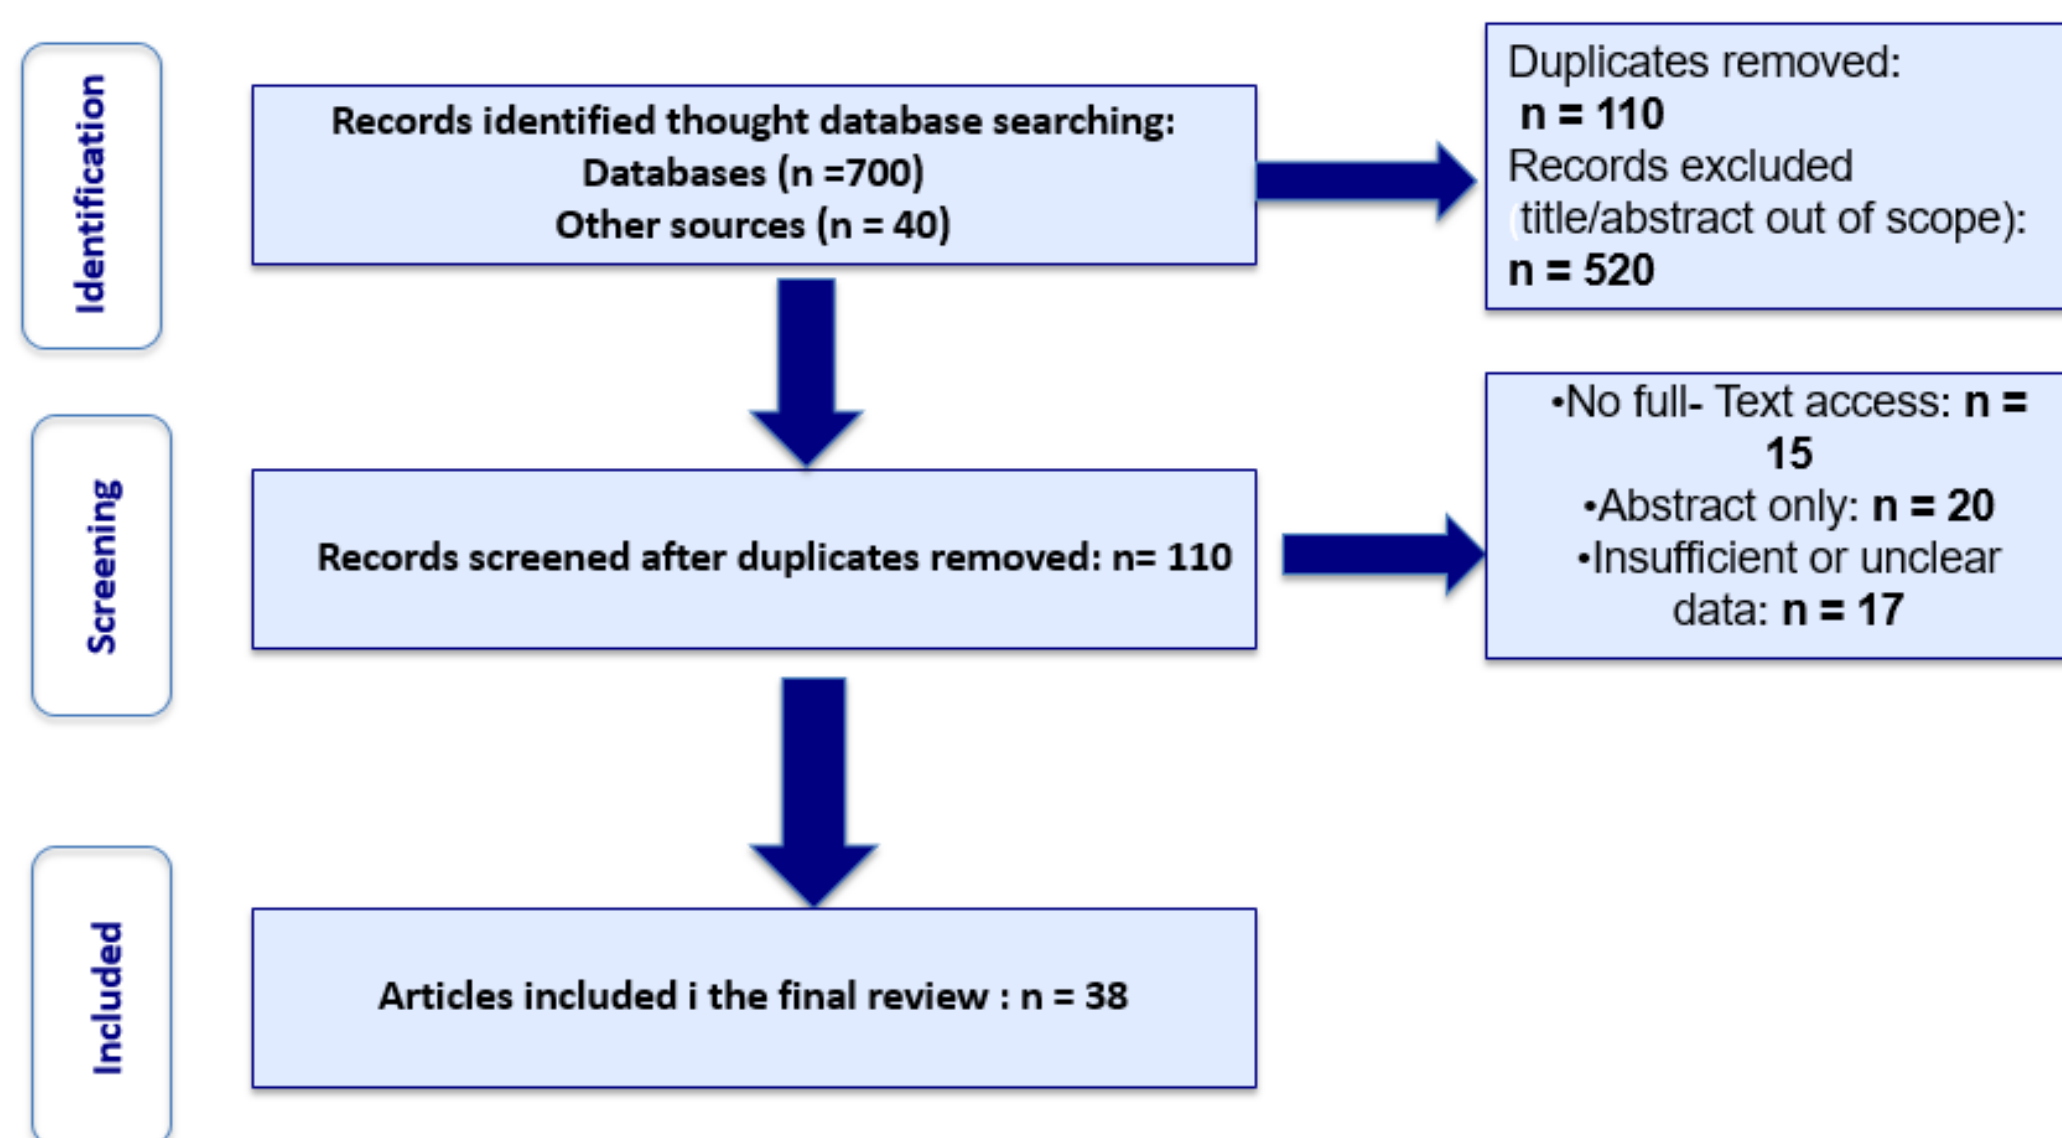 Identification
Records identified thought database searching:
Databases (n =700)
Other sources (n = 40)
Duplicates removed:
n = 110
Records excluded
(title/abstract out of scope):
n = 520
Screening
Records screened after duplicates removed: n= 110
•No full- Text access: n =
15
•Abstract only: n = 20
•Insufficient or unclear
data: n = 17
Included
Articles included i the final review : n = 38